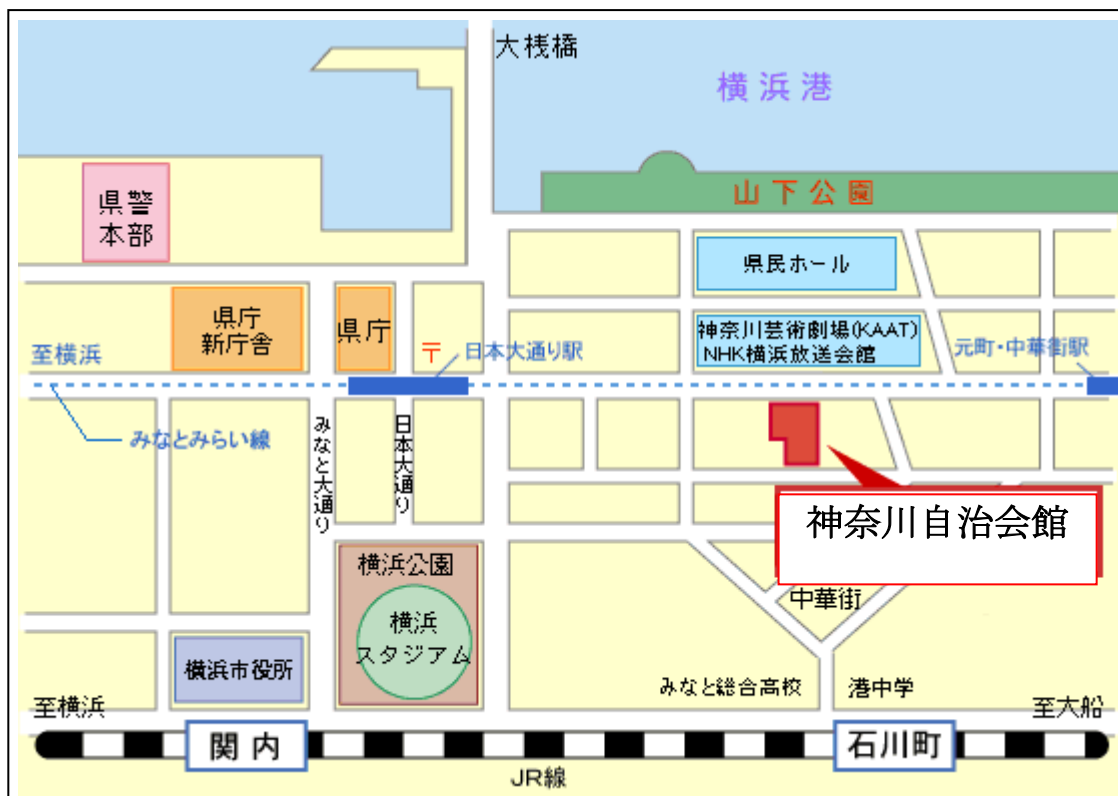 大桟橋
横浜港
山下公園
県警
本部
県民ホール
県庁
新庁舎
県庁
神奈川芸術劇場(KAAT)
NHK横浜放送会館
至横浜
〒
日本大通り駅
元町・中華街駅
みなとみらい線
みなと大通り
日本大通り
神奈川自治会館
横浜公園
横浜
スタジアム
中華街
横浜市役所
みなと総合高校
港中学
至横浜
至大船
関内
石川町
JR線